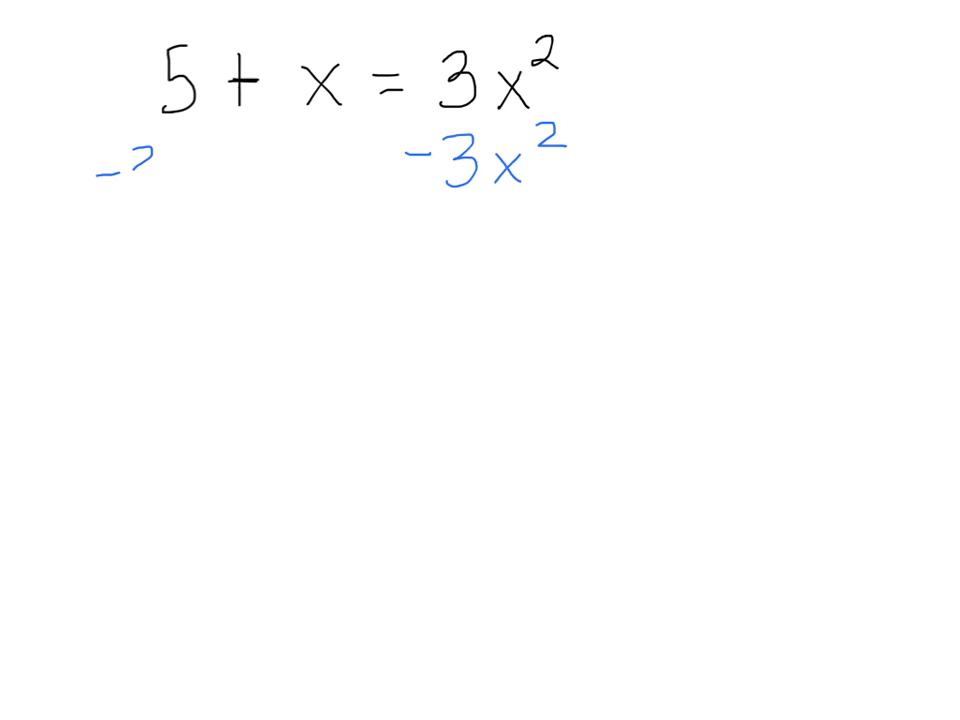 5 + x = 3x²
- -3x²